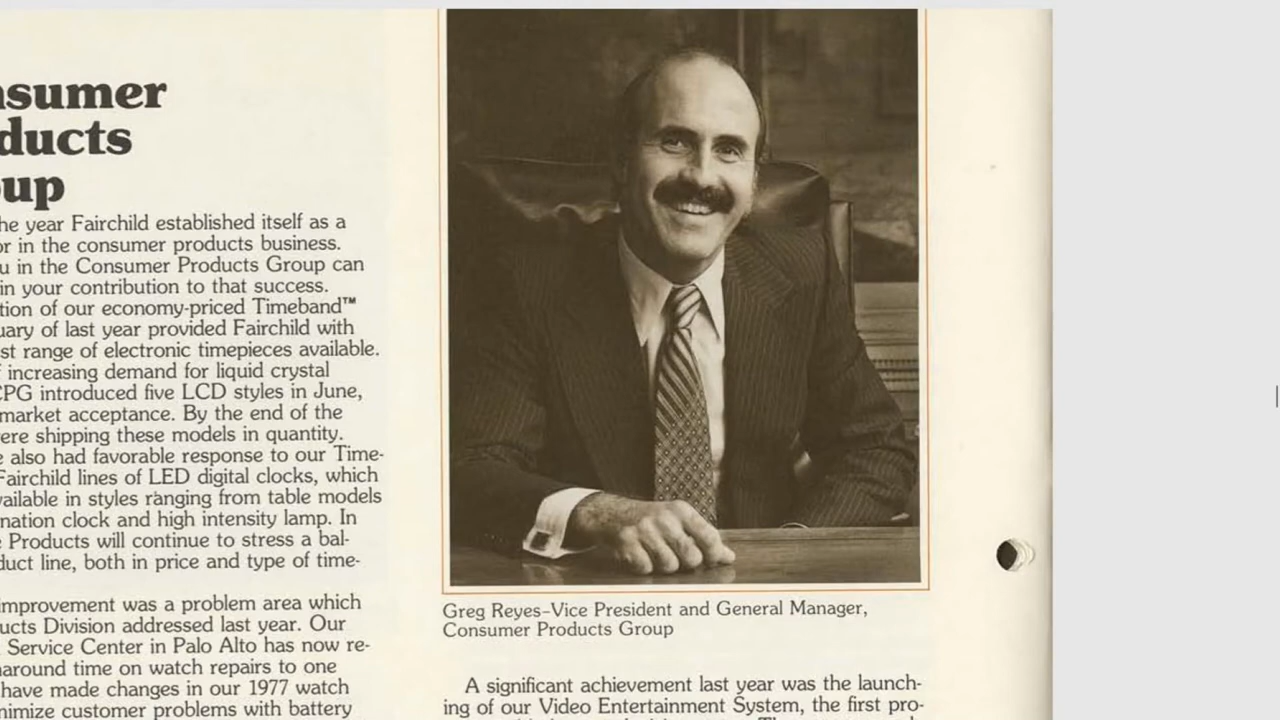 nsumer
ducts
oup
he year Fairchild established itself as a
or in the consumer products business.
u in the Consumer Products Group can
in your contribution to that success.
tion of our economy-priced Timeband™
uary of last year provided Fairchild with
st range of electronic timepieces available.
f increasing demand for liquid crystal
CPG introduced five LCD styles in June,
market acceptance. By the end of the
ere shipping these models in quantity.
e also had favorable response to our Time-
Fairchild lines of LED digital clocks, which
vailable in styles ranging from table models
nation clock and high intensity lamp. In
e Products will continue to stress a bal-
duct line, both in price and type of time-
improvement was a problem area which
ucts Division addressed last year. Our
Service Center in Palo Alto has now re-
naround time on watch repairs to one
have made changes in our 1977 watch
nimize customer problems with battery
Greg Reyes–Vice President and General Manager,
Consumer Products Group
A significant achievement last year was the launch-
ing of our Video Entertainment System, the first pro-